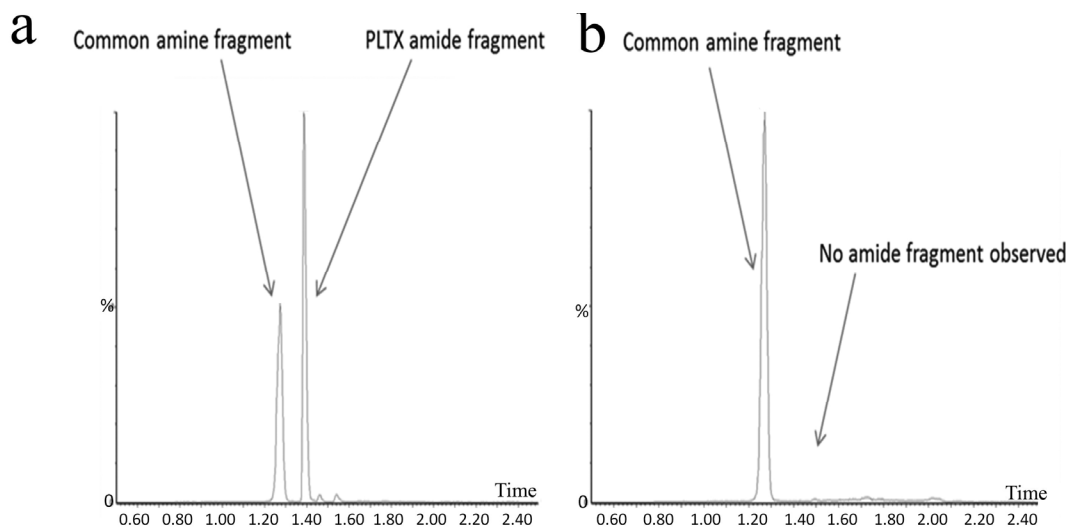 a
Common amine fragment
PLTX amide fragment
%
0
Time
0.60 0.80 1.00 1.20 1.40 1.60 1.80 2.00 2.20 2.40
b
Common amine fragment
No amide fragment observed
%
0
Time
0.60 0.80 1.00 1.20 1.40 1.60 1.80 2.00 2.20 2.40